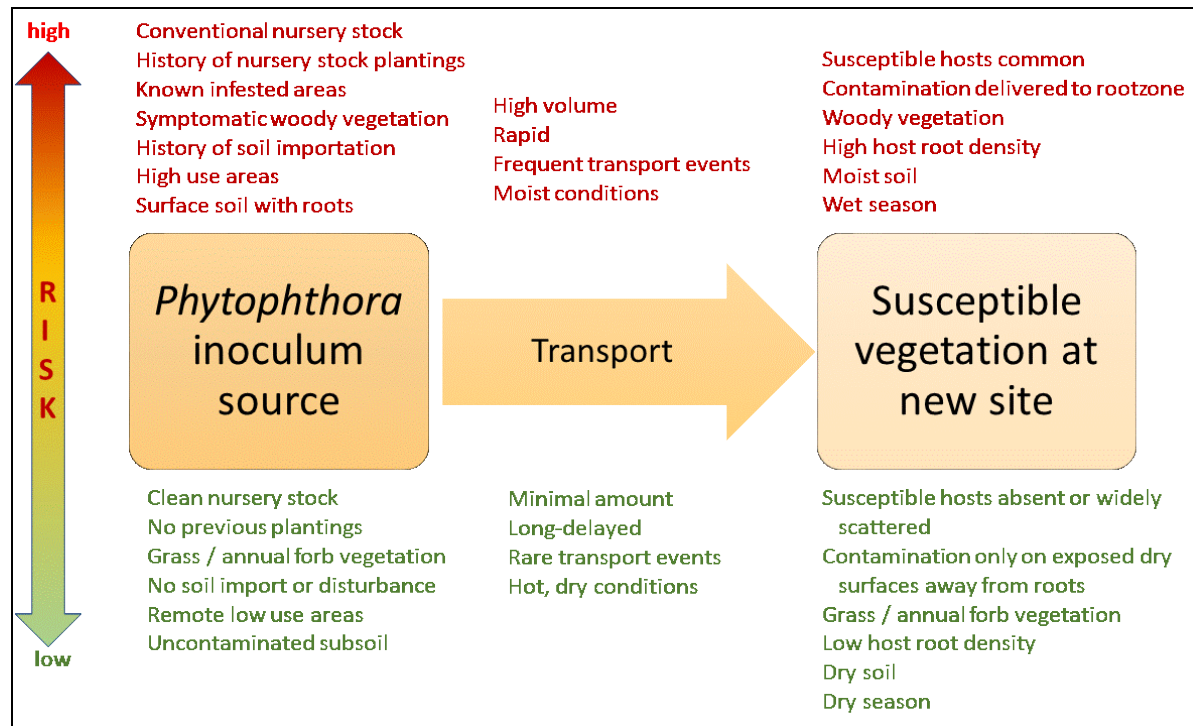 high
Conventional nursery stock
History of nursery stock plantings
Known infested areas
Symptomatic woody vegetation
History of soil importation
High use areas
Surface soil with roots
High volume
Rapid
Frequent transport events
Moist conditions
Susceptible hosts common
Contamination delivered to rootzone
Woody vegetation
High host root density
Moist soil
Wet season
R
I
S
K
Phytophthora
inoculum
source
Transport
Susceptible
vegetation at
new site
Clean nursery stock
No previous plantings
Grass / annual forb vegetation
No soil import or disturbance
Remote low use areas
Uncontaminated subsoil
Minimal amount
Long-delayed
Rare transport events
Hot, dry conditions
Susceptible hosts absent or widely
scattered
Contamination only on exposed dry
surfaces away from roots
Grass / annual forb vegetation
Low host root density
Dry soil
Dry season
low